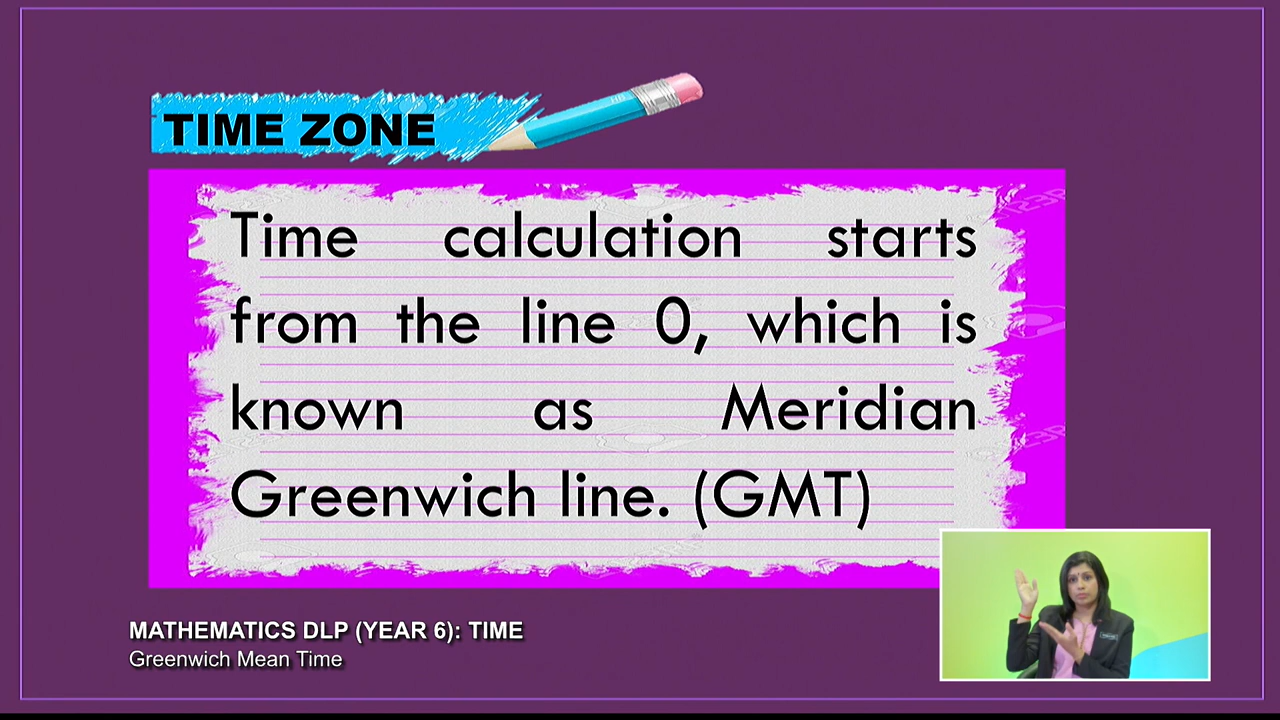 TIME ZONE
Time calculation starts
from the line 0, which is
known as Meridian
Greenwich line. (GMT)
MATHEMATICS DLP (YEAR 6): TIME
Greenwich Mean Time